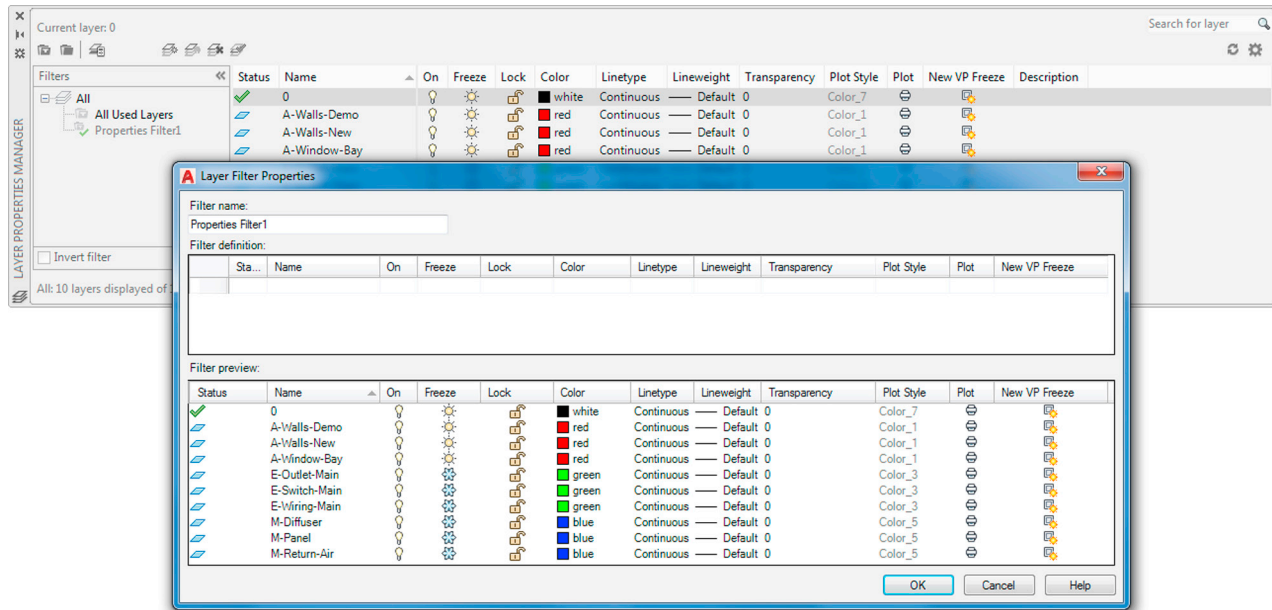 Current layer: 0
Search for layer
Filters
Status Name On Freeze Lock Color Linetype Lineweight Transparency Plot Style Plot New VP Freeze Description
All
0 white Continuous Default 0 Color_7
All Used Layers
A-Walls-Demo red Continuous Default 0 Color_1
Properties Filter1
A-Walls-New red Continuous Default 0 Color_1
A-Window-Bay red Continuous Default 0 Color_1
LAYER PROPERTIES MANAGER
Invert filter
All: 10 layers displayed of
A Layer Filter Properties
Filter name:
Properties Filter1
Filter definition:
Sta... Name On Freeze Lock Color Linetype Lineweight Transparency Plot Style Plot New VP Freeze
Filter preview:
Status Name On Freeze Lock Color Linetype Lineweight Transparency Plot Style Plot New VP Freeze
0 white Continuous Default 0 Color_7
A-Walls-Demo red Continuous Default 0 Color_1
A-Walls-New red Continuous Default 0 Color_1
A-Window-Bay red Continuous Default 0 Color_1
E-Outlet-Main green Continuous Default 0 Color_3
E-Switch-Main green Continuous Default 0 Color_3
E-Wiring-Main green Continuous Default 0 Color_3
M-Diffuser blue Continuous Default 0 Color_5
M-Panel blue Continuous Default 0 Color_5
M-Return-Air blue Continuous Default 0 Color_5
OK Cancel Help